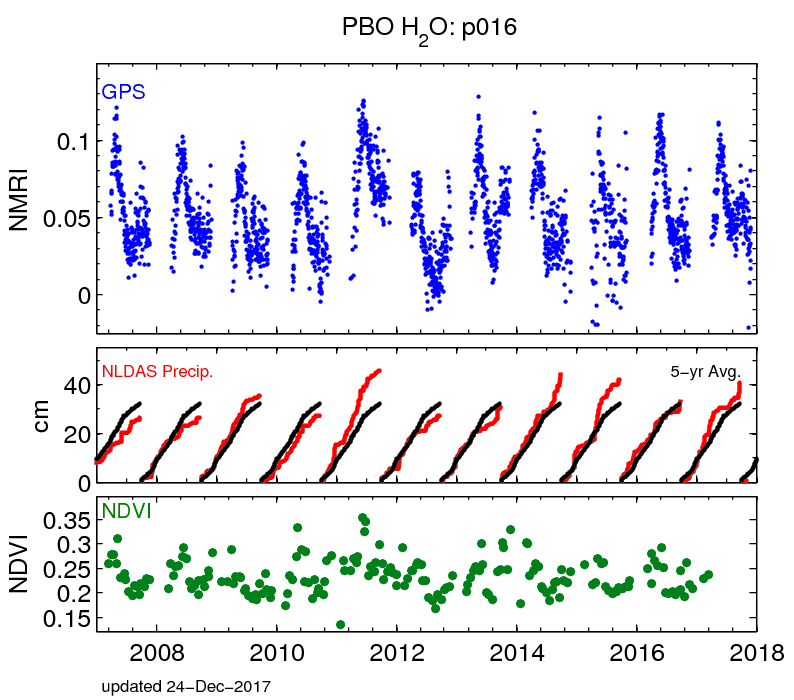 PBO H2O: p016
GPS
NMRI
0.1
0.05
0
NLDAS Precip.
5-yr Avg.
cm
40
20
0
NDVI
NDVI
0.35
0.3
0.25
0.2
0.15
2008 2010 2012 2014 2016 2018
updated 24-Dec-2017